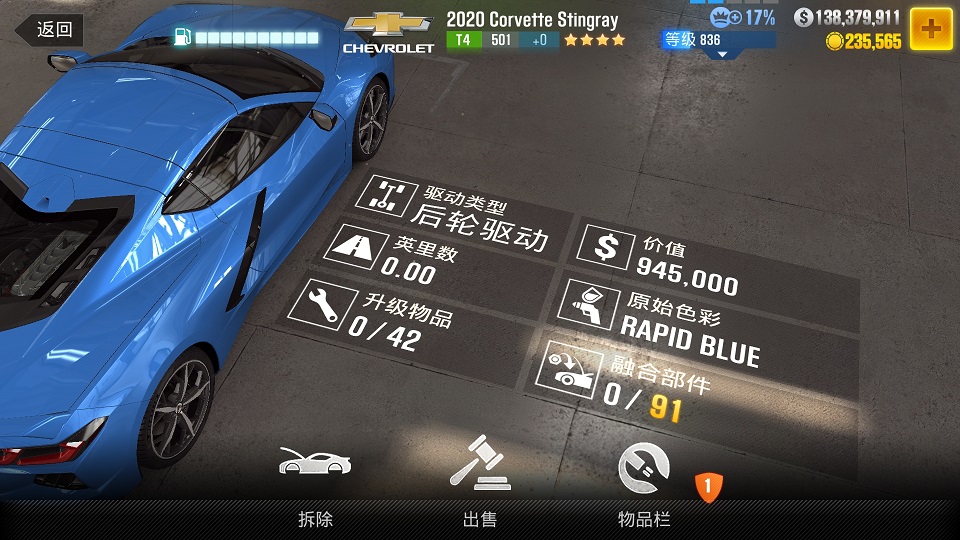 返回
CHEVROLET
2020 Corvette Stingray
T4 501 +0
17%
等级 836
138,379,911
235,565
驱动类型
后轮驱动
英里数
0.00
升级物品
0/42
价值
945,000
原始色彩
RAPID BLUE
融合部件
0/91
拆除
出售
物品栏
1